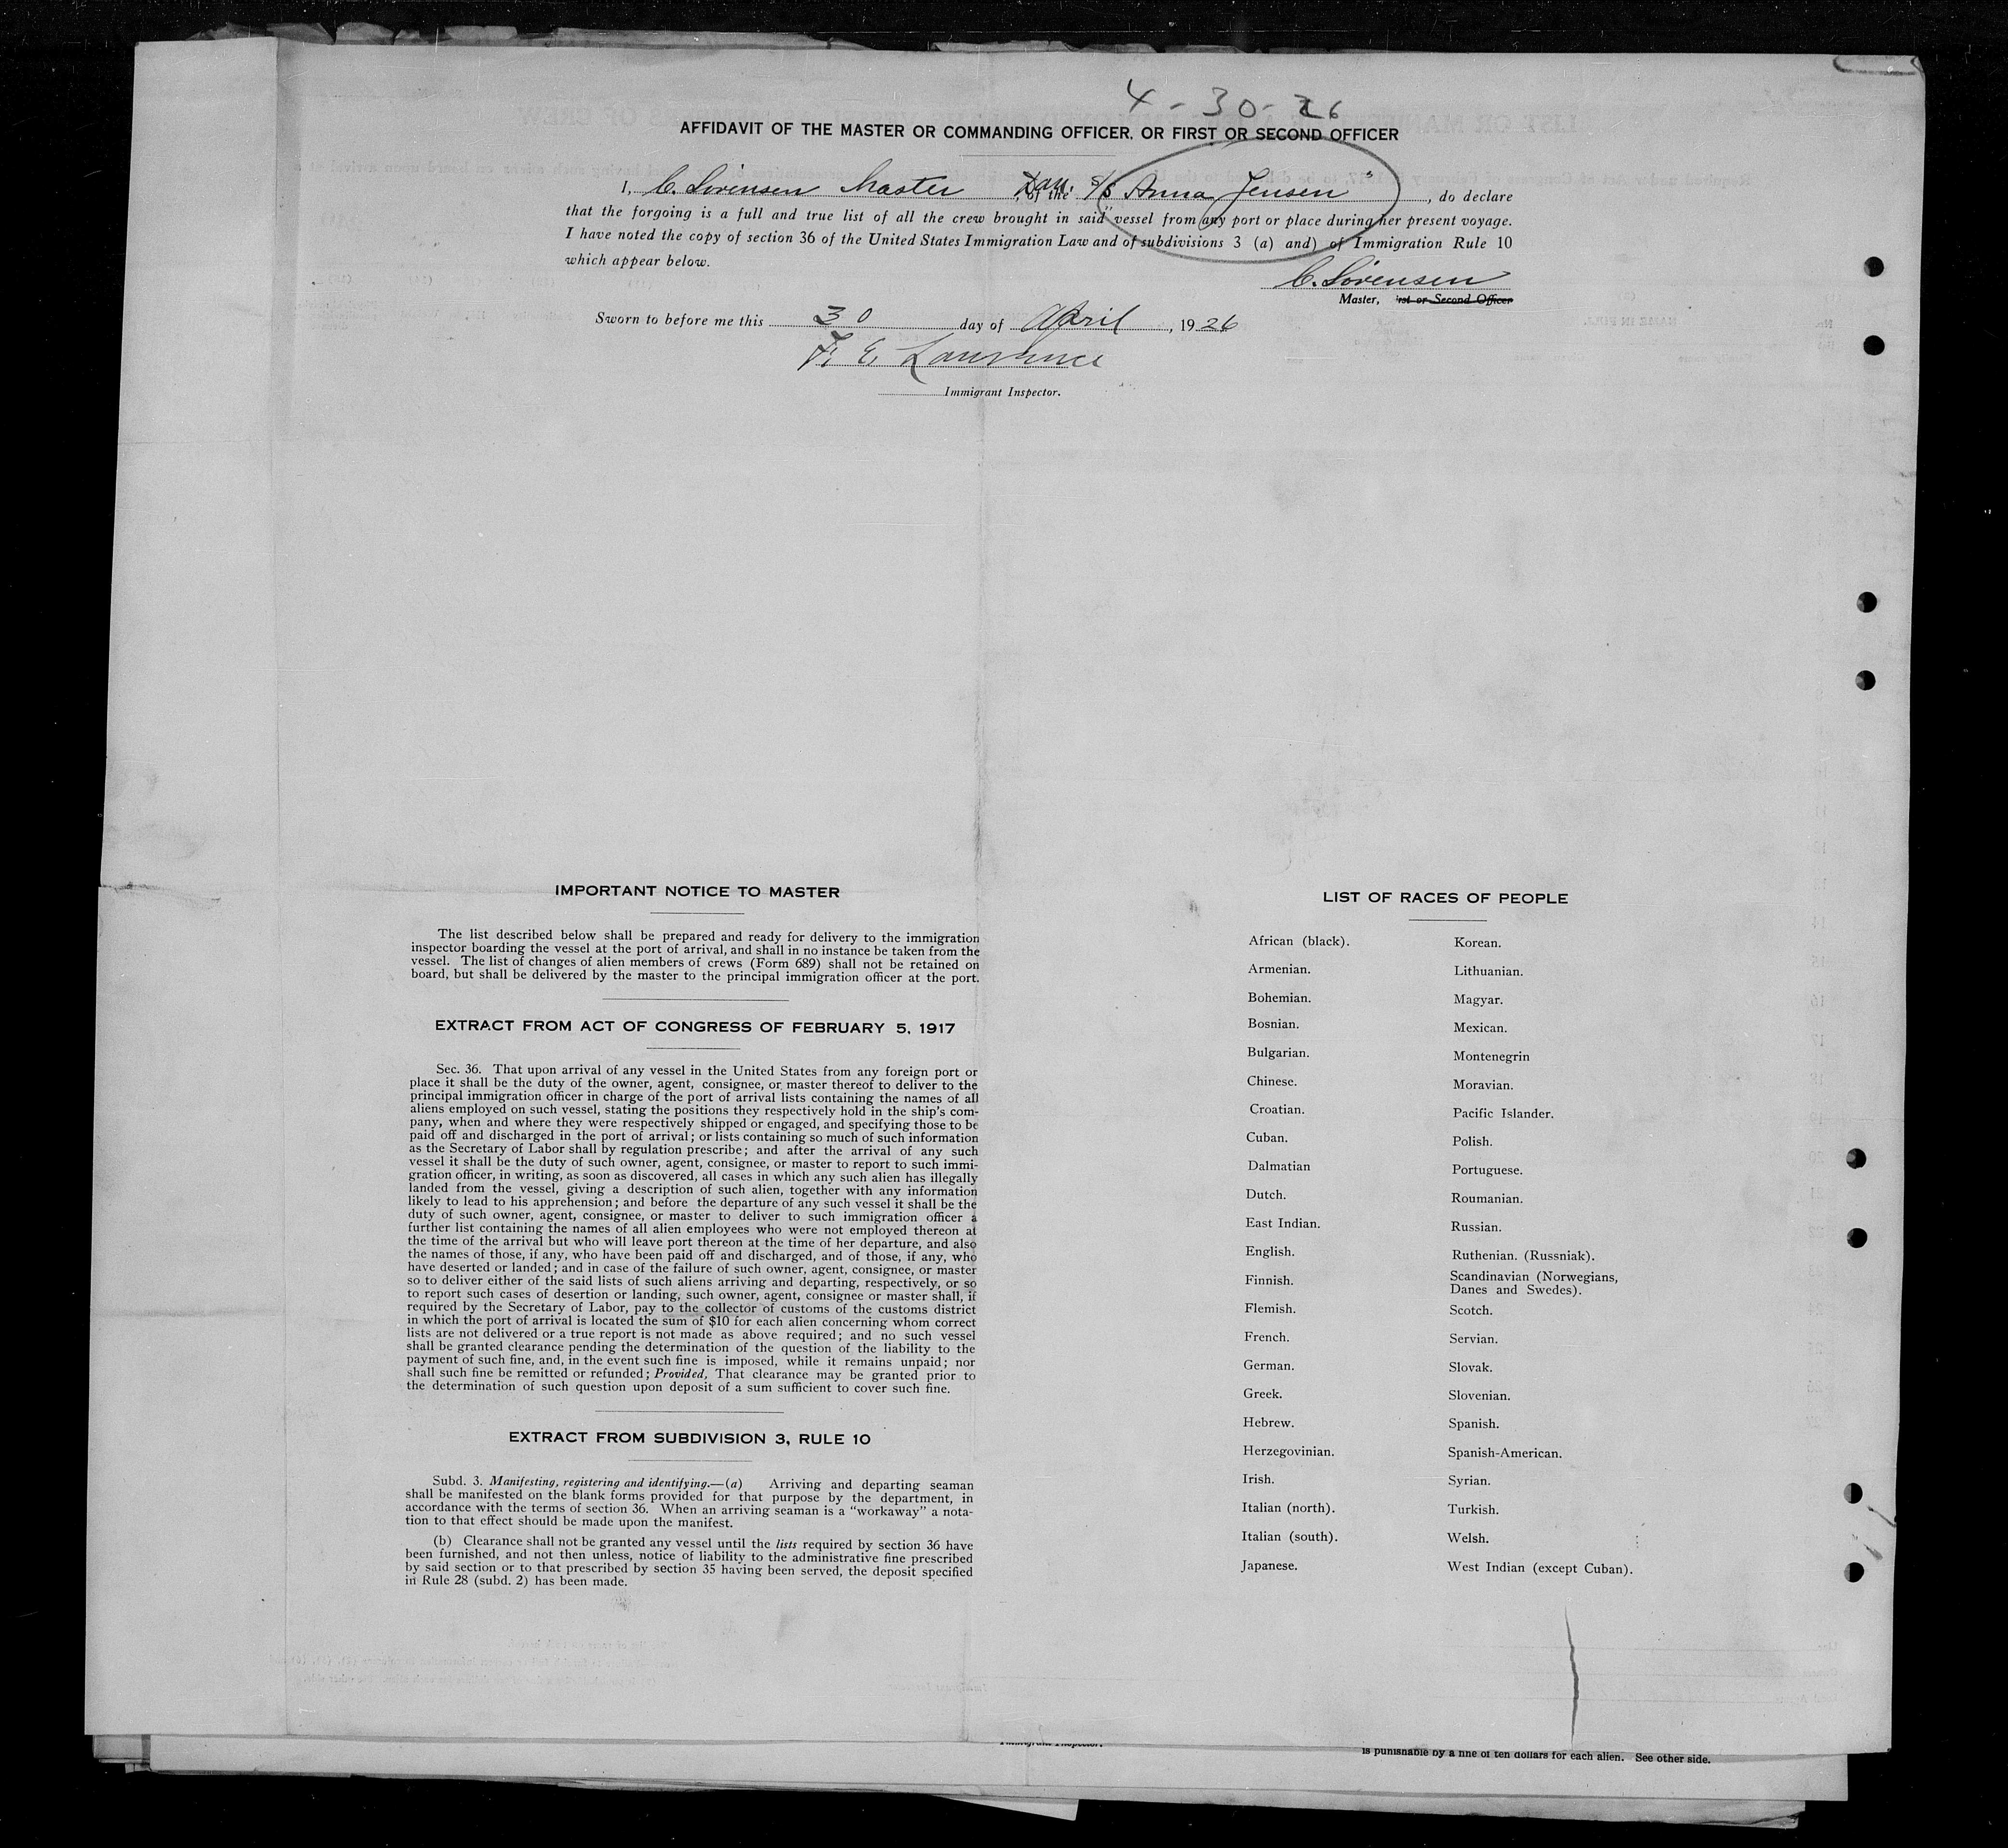 4-30-26
AFFIDAVIT OF THE MASTER OR COMMANDING OFFICER, OR FIRST OR SECOND OFFICER
I, C. Sörensen Master Dan. of the S/S "Anna Jensen", do declare
that the forgoing is a full and true list of all the crew brought in said vessel from any port or place during her present voyage.
I have noted the copy of section 36 of the United States Immigration Law and of subdivisions 3 (a) and) of Immigration Rule 10
which appear below.
C. Sörensen
Master, rst or Second Officer
Sworn to before me this 30 day of April, 1926
F. E. Lawrence
Immigrant Inspector.
IMPORTANT NOTICE TO MASTER
The list described below shall be prepared and ready for delivery to the immigration
inspector boarding the vessel at the port of arrival, and shall in no instance be taken from the
vessel. The list of changes of alien members of crews (Form 689) shall not be retained on
board, but shall be delivered by the master to the principal immigration officer at the port.
EXTRACT FROM ACT OF CONGRESS OF FEBRUARY 5, 1917
Sec. 36. That upon arrival of any vessel in the United States from any foreign port or
place it shall be the duty of the owner, agent, consignee, or master thereof to deliver to the
principal immigration officer in charge of the port of arrival lists containing the names of all
aliens employed on such vessel, stating the positions they respectively hold in the ship's com-
pany, when and where they were respectively shipped or engaged, and specifying those to be
paid off and discharged in the port of arrival; or lists containing so much of such information
as the Secretary of Labor shall by regulation prescribe; and after the arrival of any such
vessel it shall be the duty of such owner, agent, consignee, or master to report to such immi-
gration officer, in writing, as soon as discovered, all cases in which any such alien has illegally
landed from the vessel, giving a description of such alien, together with any information
likely to lead to his apprehension; and before the departure of any such vessel it shall be the
duty of such owner, agent, consignee, or master to deliver to such immigration officer a
further list containing the names of all alien employees who were not employed thereon at
the time of the arrival but who will leave port thereon at the time of her departure, and also
the names of those, if any, who have been paid off and discharged, and of those, if any, who
have deserted or landed; and in case of the failure of such owner, agent, consignee, or master
so to deliver either of the said lists of such aliens arriving and departing, respectively, or so
to report such cases of desertion or landing, such owner, agent, consignee or master shall, if
required by the Secretary of Labor, pay to the collector of customs of the customs district
in which the port of arrival is located the sum of $10 for each alien concerning whom correct
lists are not delivered or a true report is not made as above required; and no such vessel
shall be granted clearance pending the determination of the question of the liability to the
payment of such fine, and, in the event such fine is imposed, while it remains unpaid; nor
shall such fine be remitted or refunded; Provided, That clearance may be granted prior to
the determination of such question upon deposit of a sum sufficient to cover such fine.
EXTRACT FROM SUBDIVISION 3, RULE 10
Subd. 3. Manifesting, registering and identifying.—(a) Arriving and departing seaman
shall be manifested on the blank forms provided for that purpose by the department, in
accordance with the terms of section 36. When an arriving seaman is a "workaway" a nota-
tion to that effect should be made upon the manifest.
(b) Clearance shall not be granted any vessel until the lists required by section 36 have
been furnished, and not then unless, notice of liability to the administrative fine prescribed
by said section or to that prescribed by section 35 having been served, the deposit specified
in Rule 28 (subd. 2) has been made.
LIST OF RACES OF PEOPLE
African (black).
Armenian.
Bohemian.
Bosnian.
Bulgarian.
Chinese.
Croatian.
Cuban.
Dalmatian
Dutch.
East Indian.
English.
Finnish.
Flemish.
French.
German.
Greek.
Hebrew.
Herzegovinian.
Irish.
Italian (north).
Italian (south).
Japanese.
Korean.
Lithuanian.
Magyar.
Mexican.
Montenegrin
Moravian.
Pacific Islander.
Polish.
Portuguese.
Roumanian.
Russian.
Ruthenian. (Russniak).
Scandinavian (Norwegians,
Danes and Swedes).
Scotch.
Servian.
Slovak.
Slovenian.
Spanish.
Spanish-American.
Syrian.
Turkish.
Welsh.
West Indian (except Cuban).
Immigrant Inspector.
is punishable by a fine of ten dollars for each alien. See other side.